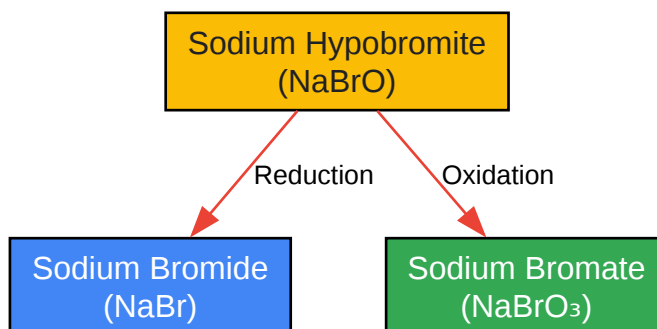 Sodium Hypobromite
(NaBrO)
Reduction
Oxidation
Sodium Bromide
(NaBr)
Sodium Bromate
(NaBrO₃)